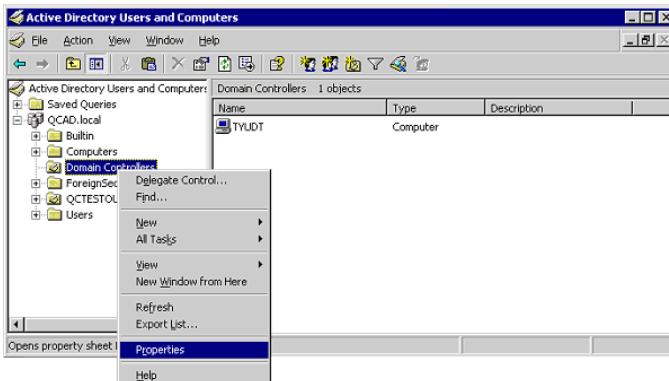 Active Directory Users and Computers
File Action View Window Help
Active Directory Users and Computers
Domain Controllers 1 objects
Saved Queries
Name Type Description
QCAD.local
TYUDT Computer
Builtin
Computers
Domain Controllers
ForeignSec
QCTESTOU
Users
Delegate Control...
Find...
New
All Tasks
View
New Window from Here
Refresh
Export List...
Properties
Help
Opens property sheet